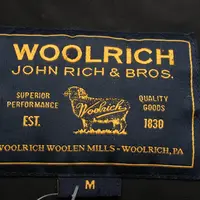 WOOLRICH
JOHN RICH & BROS.
SUPERIOR PERFORMANCE
QUALITY GOODS
Woolrich
EST.
1830
WOOLRICH WOOLEN MILLS - WOOLRICH, PA
M